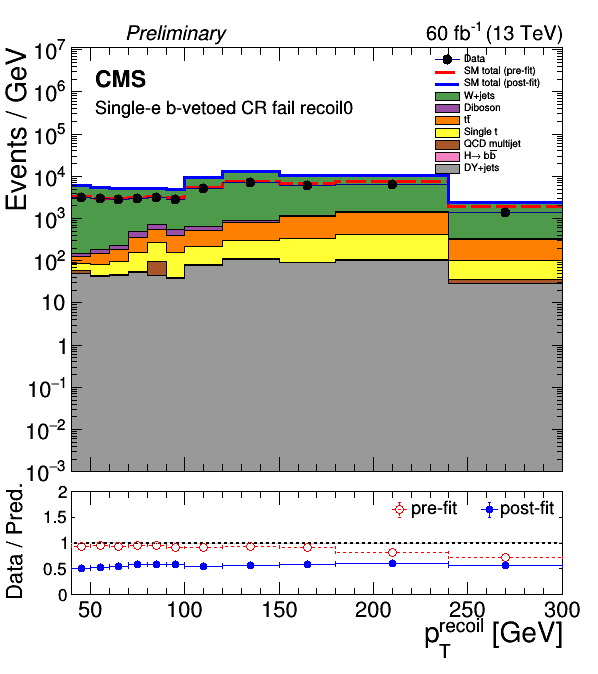 Preliminary
60 fb⁻¹ (13 TeV)
CMS
Single-e b-vetoed CR fail recoil0
Data
SM total (pre-fit)
SM total (post-fit)
W+jets
Diboson
tt̄
Single t
QCD multijet
H→ bb̄
DY+jets
Events / GeV
10⁷
10⁶
10⁵
10⁴
10³
10²
10
1
10⁻¹
10⁻²
10⁻³
pre-fit
post-fit
Data / Pred.
2
1.5
1
0.5
0
50 100 150 200 250 300
p_T^recoil [GeV]